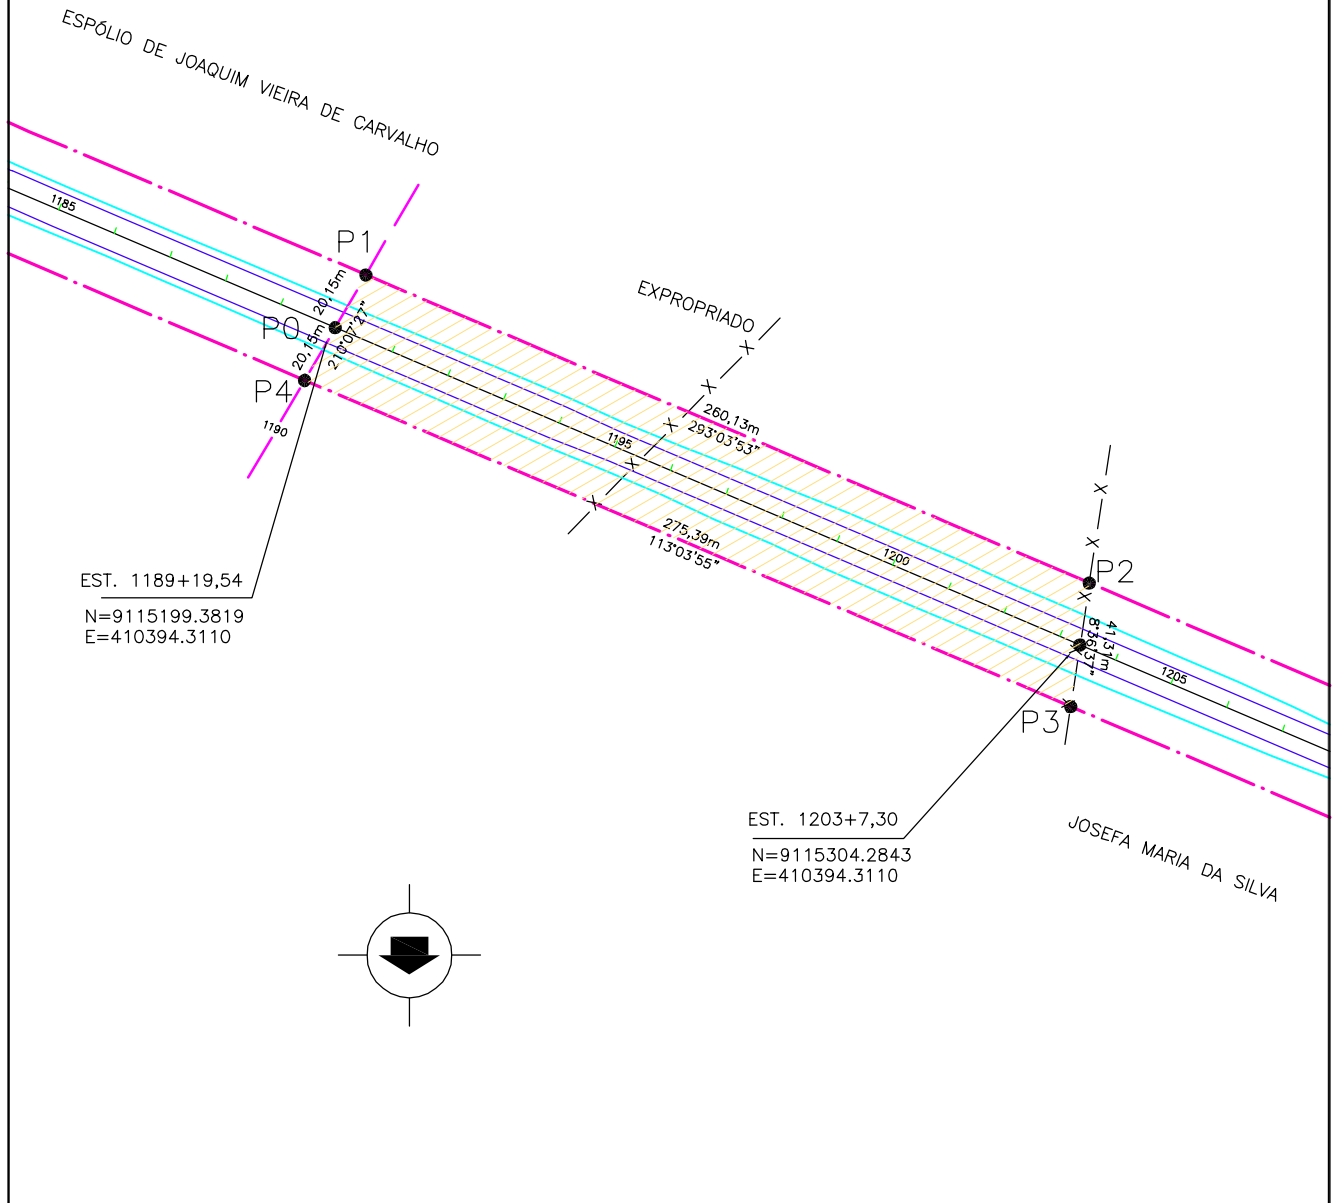 ESPÓLIO DE JOAQUIM VIEIRA DE CARVALHO
1185
P1
20,15m
P0
210°07'27"
20,15m
P4
1190
EXPROPRIADO
260,13m
293°03'53"
1195
275,39m
113°03'55"
1200
P2
41,31m
1205
P3
EST. 1189+19,54
N=9115199.3819
E=410394.3110
EST. 1203+7,30
N=9115304.2843
E=410394.3110
JOSEFA MARIA DA SILVA